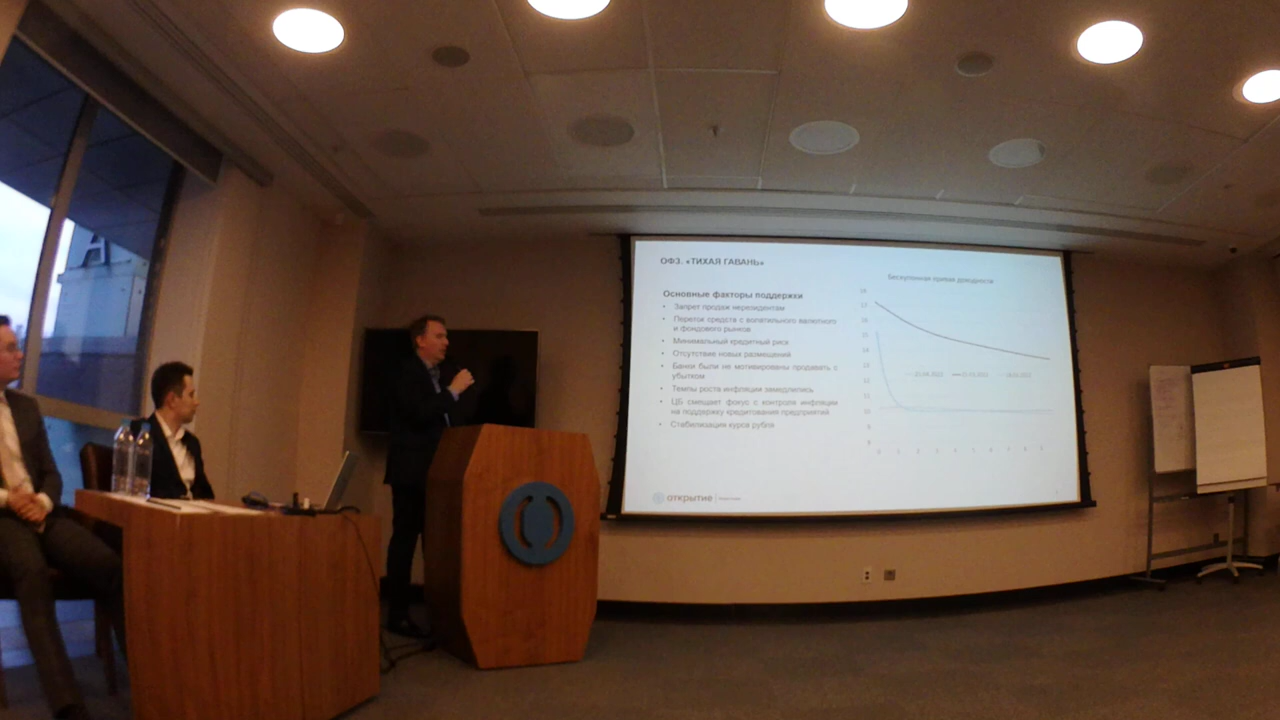 ОФЗ. «ТИХАЯ ГАВАНЬ»
Основные факторы поддержки
• Запрет продаж нерезидентам
• Переток средств с волатильного валютного
и фондового рынков
• Минимальный кредитный риск
• Отсутствие новых размещений
• Банки были не мотивированы продавать с
убытком
• Темпы роста инфляции замедлились
• ЦБ смещает фокус с контроля инфляции
на поддержку кредитования предприятий.
• Стабилизация курса рубля
Бескупонная кривая доходности
открытие
А